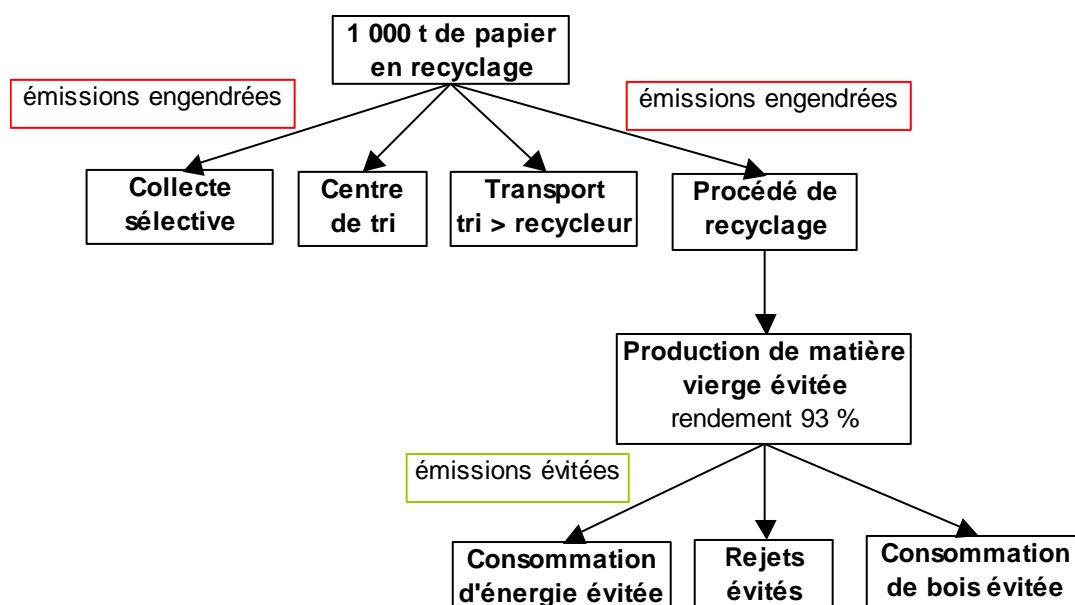 1 000 t de papier
en recyclage
émissions engendrées
émissions engendrées
Collecte
sélective
Centre
de tri
Transport
tri > recycleur
Procédé de
recyclage
Production de matière
vierge évitée
rendement 93 %
émissions évitées
Consommation
d'énergie évitée
Rejets
évités
Consommation
de bois évitée